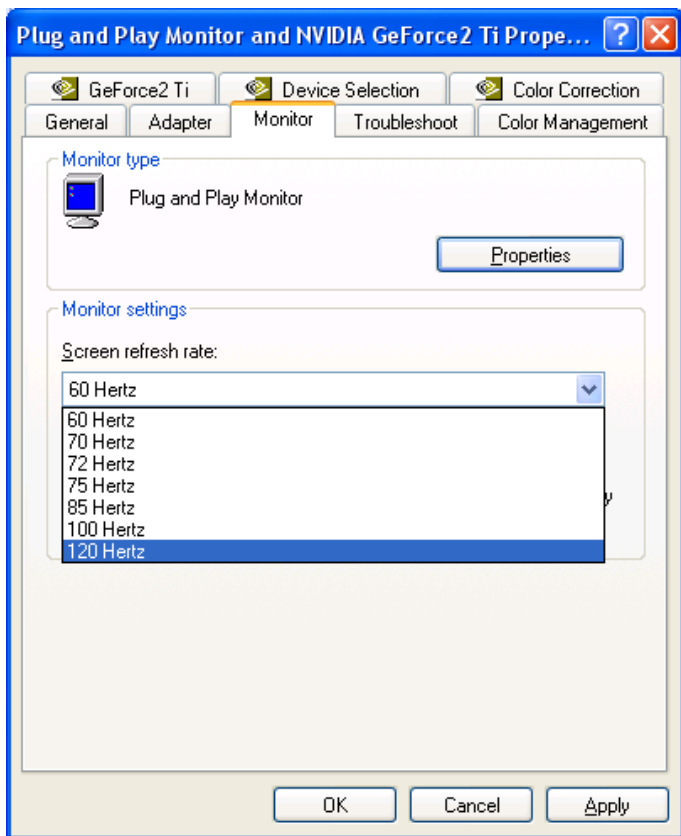 Plug and Play Monitor and NVIDIA GeForce2 Ti Prope...
GeForce2 Ti Device Selection Color Correction
General Adapter Monitor Troubleshoot Color Management
Monitor type
Plug and Play Monitor
Properties
Monitor settings
Screen refresh rate:
60 Hertz
60 Hertz
70 Hertz
72 Hertz
75 Hertz
85 Hertz
100 Hertz
120 Hertz
OK Cancel Apply